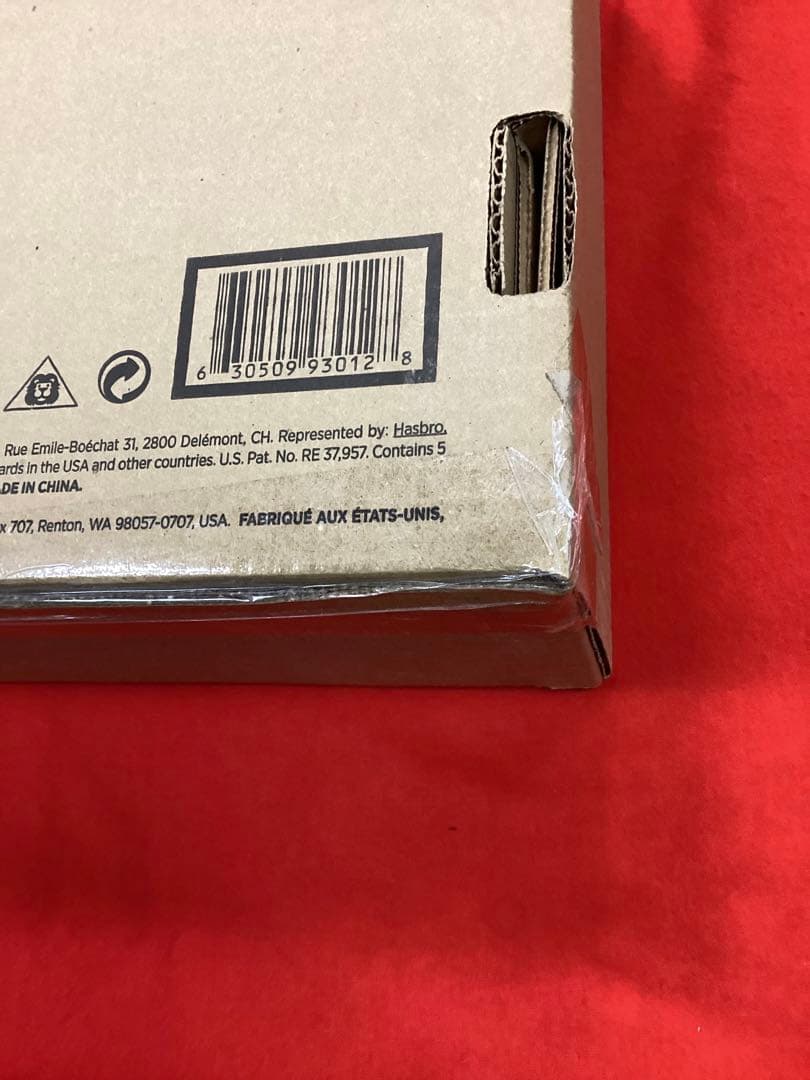 6 30509 93012 8
Rue Emile-Boéchat 31, 2800 Delémont, CH. Represented by: Hasbro,
ards in the USA and other countries. U.S. Pat. No. RE 37,957. Contains 5
DE IN CHINA.
x 707, Renton, WA 98057-0707, USA. FABRIQUÉ AUX ÉTATS-UNIS,